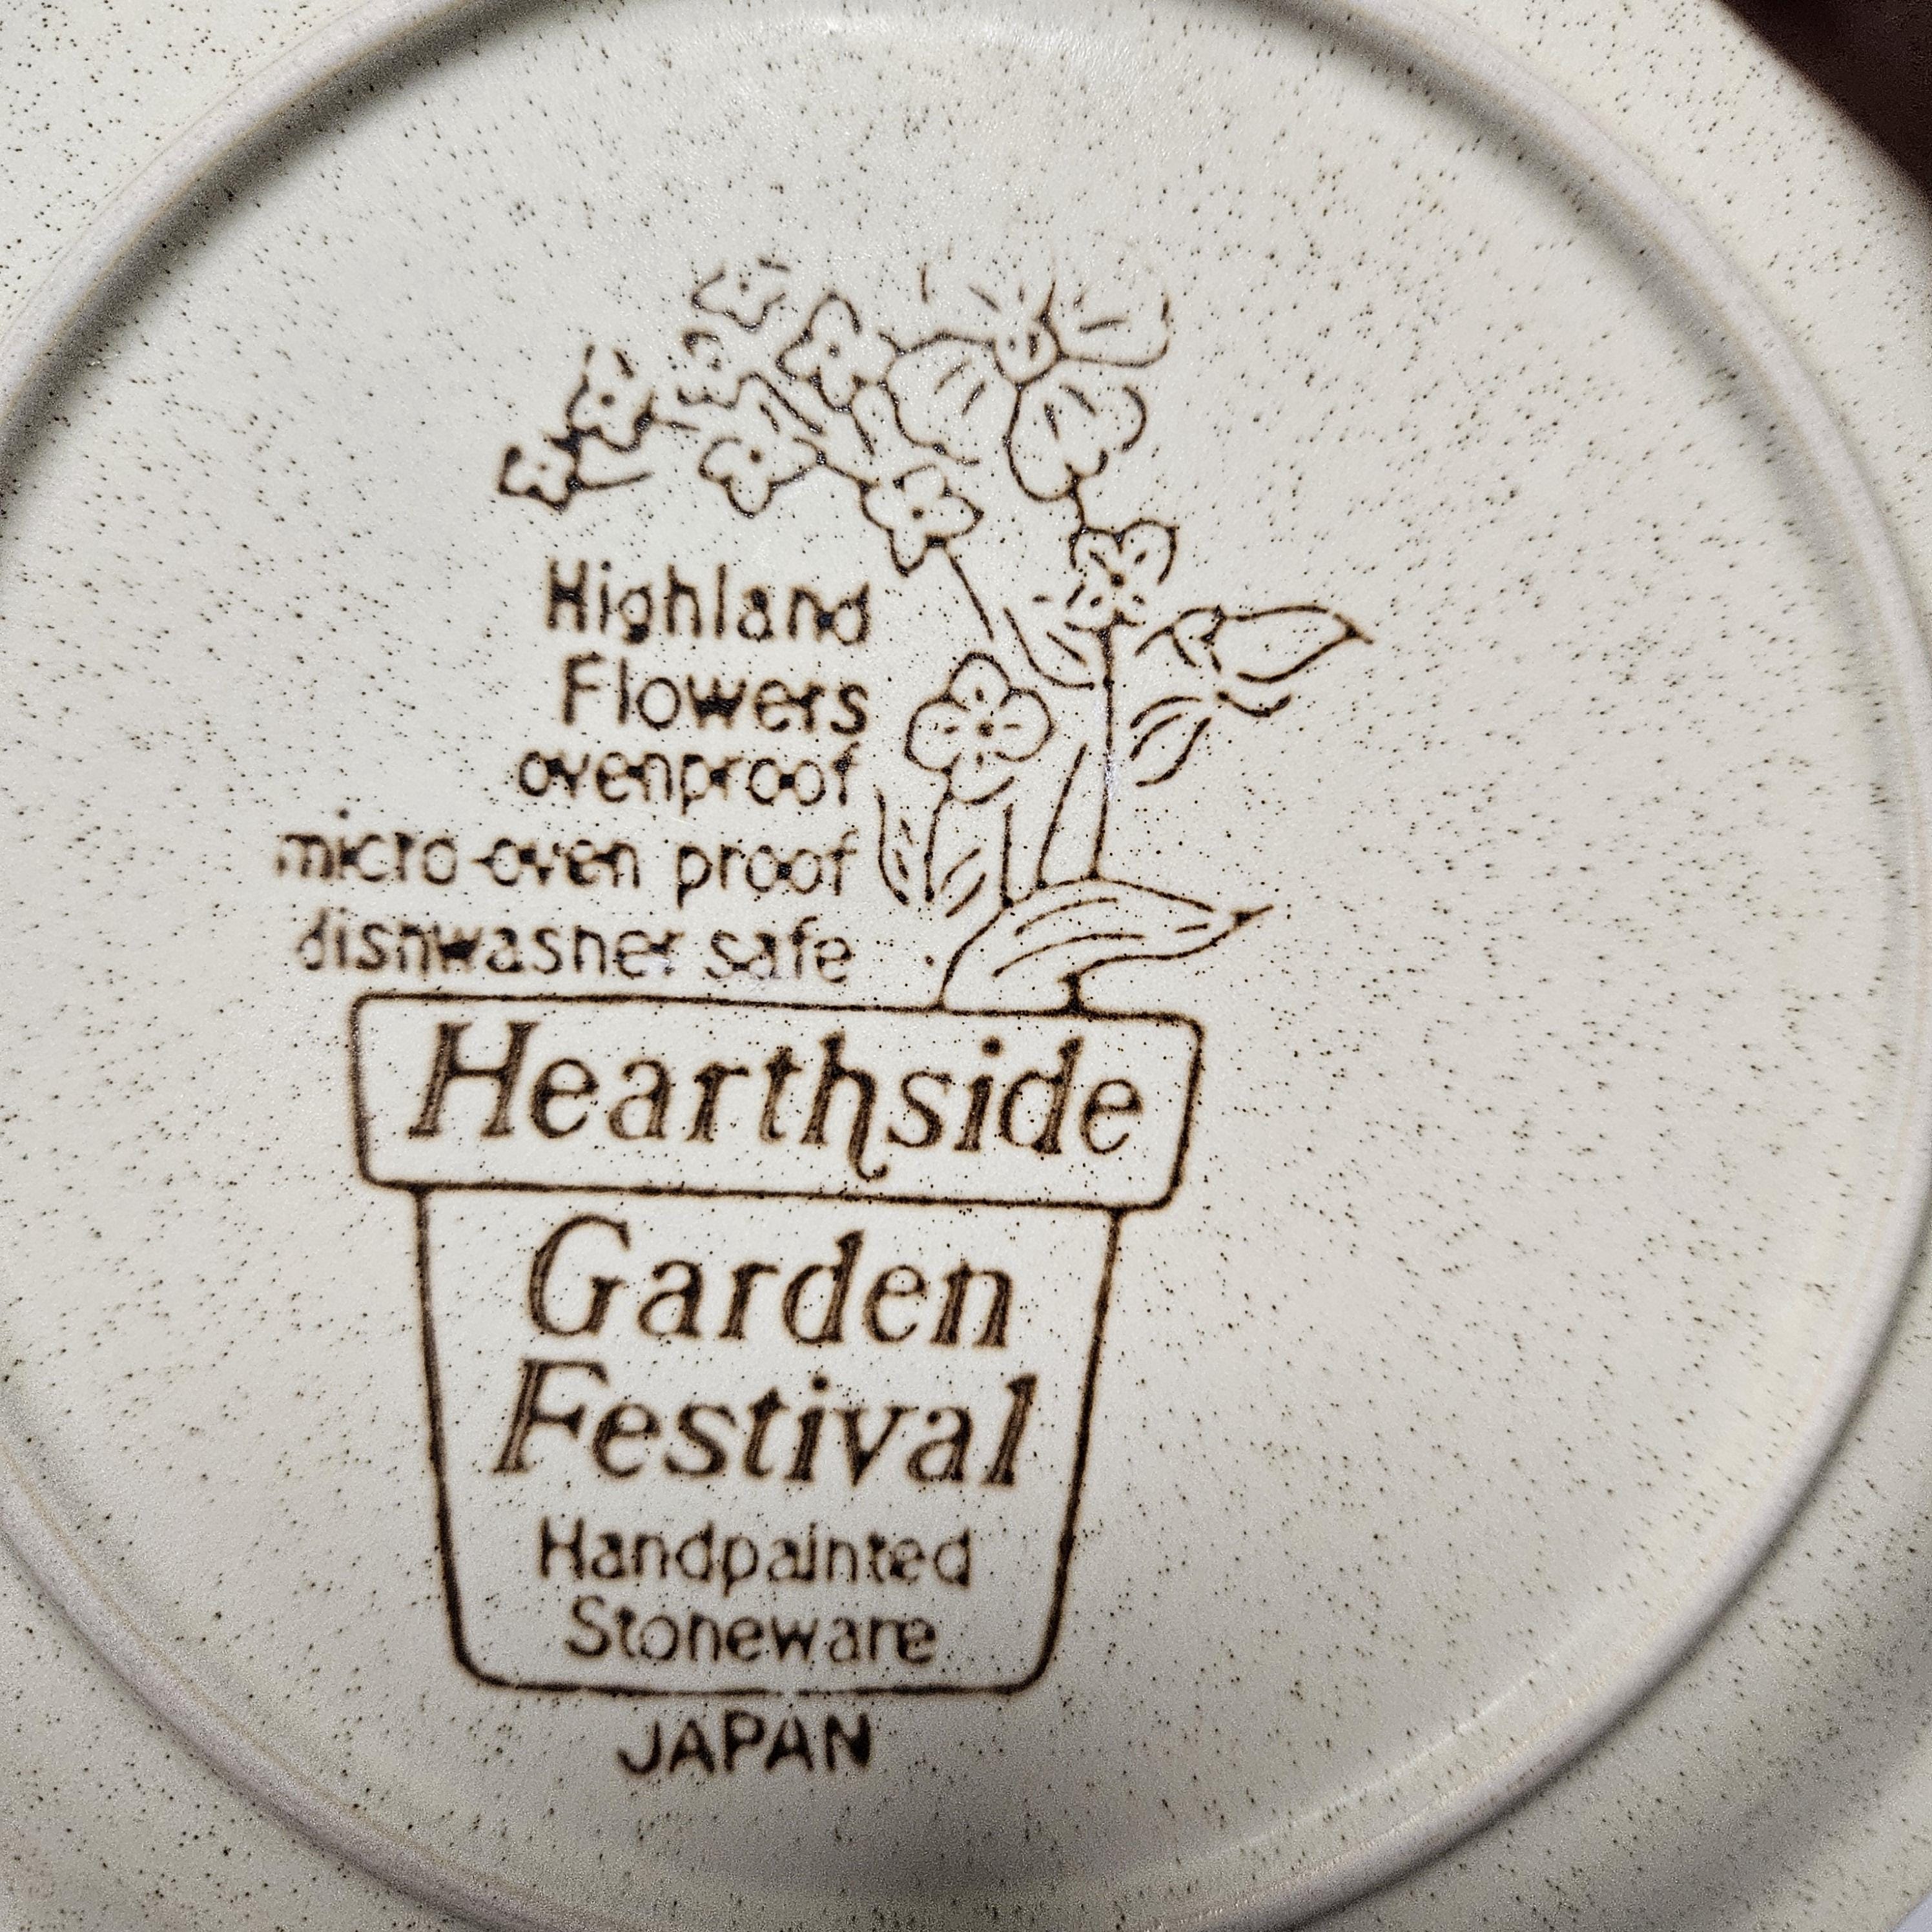 Highland
Flowers
ovenproof
micro-oven proof
dishwasher safe
Hearthside
Garden
Festival
Handpainted
Stoneware
JAPAN